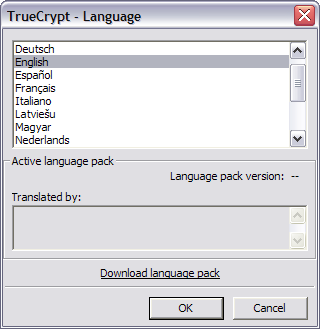 TrueCrypt - Language
Deutsch
English
Español
Français
Italiano
Latviešu
Magyar
Nederlands
Active language pack
Language pack version: --
Translated by:
Download language pack
OK
Cancel